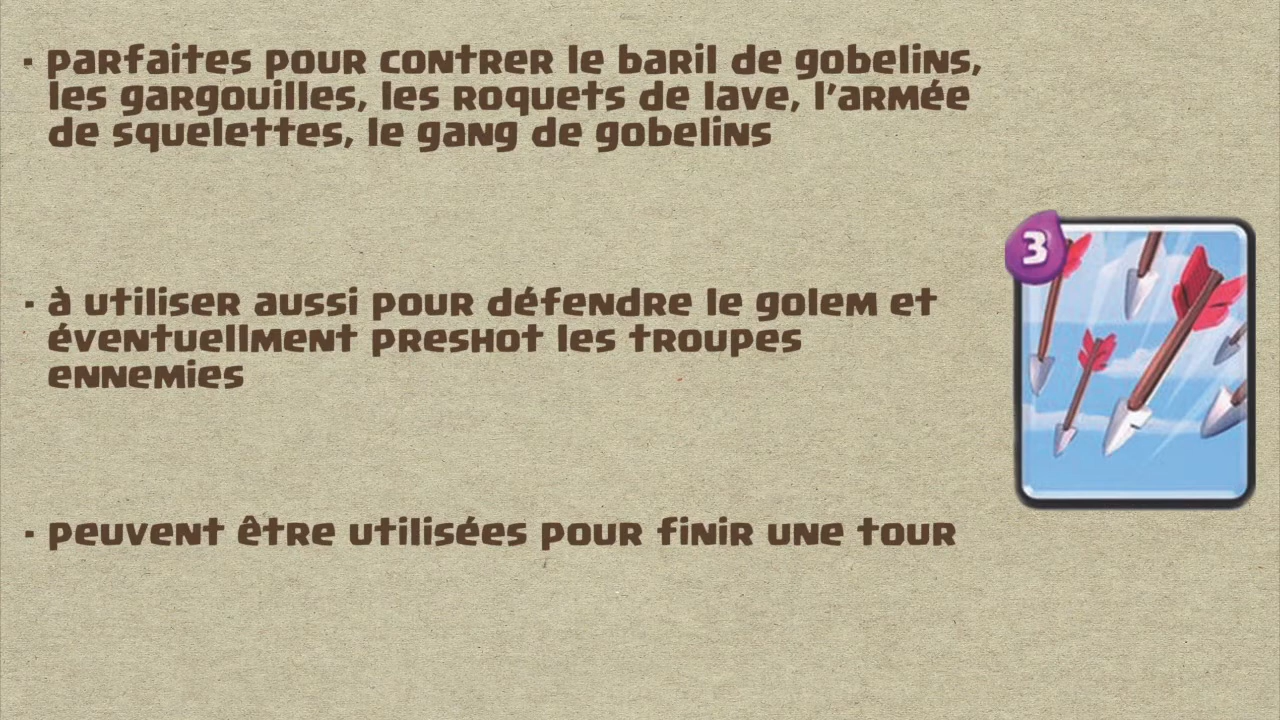 - parfaites pour contrer le baril de gobelins,
les gargouilles, les roquets de lave, l'armée
de squelettes, le gang de gobelins
3
- à utiliser aussi pour défendre le golem et
éventuellment preshot les troupes
ennemies
- peuvent être utilisées pour finir une tour